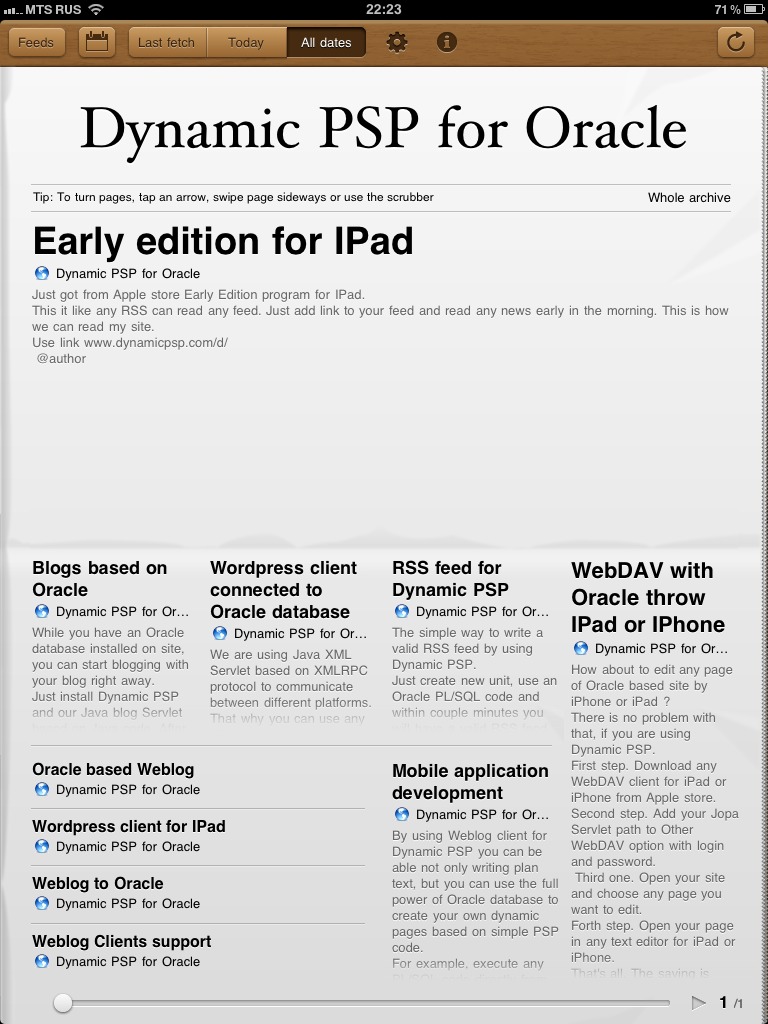 MTS RUS 22:23 71 %
Feeds Last fetch Today All dates
Dynamic PSP for Oracle
Tip: To turn pages, tap an arrow, swipe page sideways or use the scrubber Whole archive
Early edition for IPad
Dynamic PSP for Oracle
Just got from Apple store Early Edition program for IPad.
This it like any RSS can read any feed. Just add link to your feed and read any news early in the morning. This is how
we can read my site.
Use link www.dynamicpsp.com/d/
@author
Blogs based on
Oracle
Dynamic PSP for Or...
While you have an Oracle
database installed on site,
you can start blogging with
your blog right away.
Just install Dynamic PSP
and our Java blog Servlet
Wordpress client
connected to
Oracle database
Dynamic PSP for Or...
We are using Java XML
Servlet based on XMLRPC
protocol to communicate
between different platforms.
That why you can use any
RSS feed for
Dynamic PSP
Dynamic PSP for Or...
The simple way to write a
valid RSS feed by using
Dynamic PSP.
Just create new unit, use an
Oracle PL/SQL code and
within couple minutes you
WebDAV with
Oracle throw
IPad or IPhone
Dynamic PSP for Or...
How about to edit any page
of Oracle based site by
iPhone or iPad ?
There is no problem with
that, if you are using
Dynamic PSP.
First step. Download any
WebDAV client for iPad or
iPhone from Apple store.
Second step. Add your Jopa
Servlet path to Other
WebDAV option with login
and password.
Third one. Open your site
and choose any page you
want to edit.
Forth step. Open your page
in any text editor for iPad or
iPhone.
That's all. The saving is
Oracle based Weblog
Dynamic PSP for Oracle
Wordpress client for IPad
Dynamic PSP for Oracle
Weblog to Oracle
Dynamic PSP for Oracle
Weblog Clients support
Dynamic PSP for Oracle
Mobile application
development
Dynamic PSP for Or...
By using Weblog client for
Dynamic PSP you can be
able not only writing plan
text, but you can use the full
power of Oracle database to
create your own dynamic
pages based on simple PSP
code.
For example, execute any
1 /1